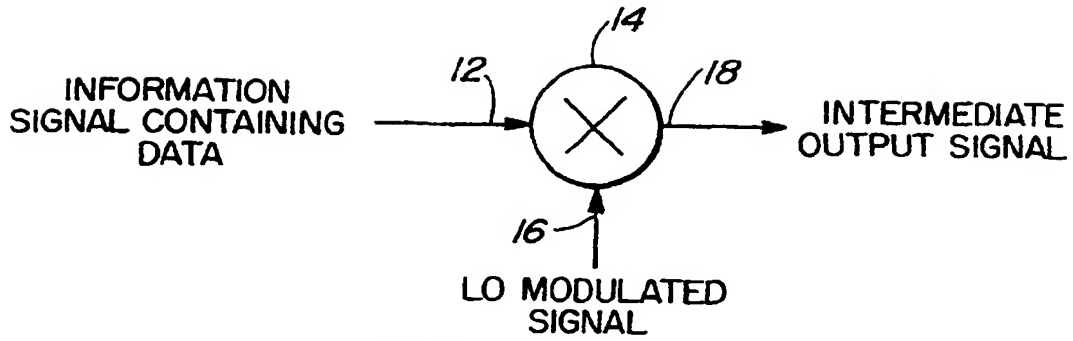 14
12
18
INFORMATION
SIGNAL CONTAINING
DATA
INTERMEDIATE
OUTPUT SIGNAL
16
LO MODULATED
SIGNAL